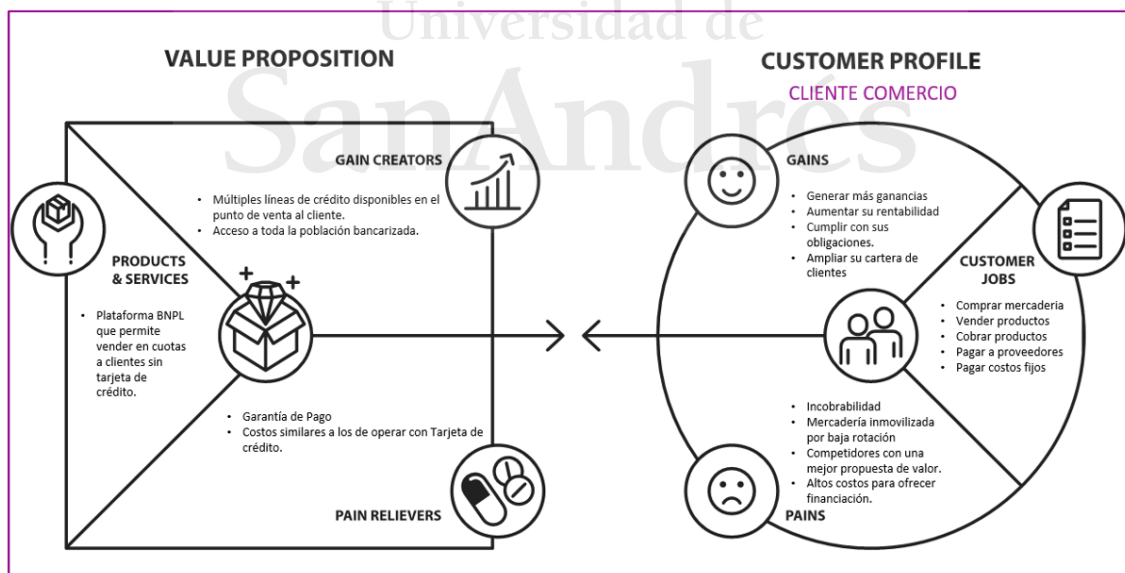 Universidad de
SanAndrés
VALUE PROPOSITION
GAIN CREATORS
• Múltiples líneas de crédito disponibles en el
punto de venta al cliente.
• Acceso a toda la población bancarizada.
PRODUCTS
& SERVICES
• Plataforma BNPL
que permite
vender en cuotas
a clientes sin
tarjeta de
crédito.
• Garantía de Pago
• Costos similares a los de operar con Tarjeta de
crédito.
PAIN RELIEVERS
CUSTOMER PROFILE
CLIENTE COMERCIO
GAINS
• Generar más ganancias
• Aumentar su rentabilidad
• Cumplir con sus
obligaciones.
• Ampliar su cartera de
clientes
CUSTOMER
JOBS
• Comprar mercaderia
• Vender productos
• Cobrar productos
• Pagar a proveedores
• Pagar costos fijos
• Incobrabilidad
• Mercadería inmovilizada
por baja rotación
• Competidores con una
mejor propuesta de valor.
• Altos costos para ofrecer
financiación.
PAINS